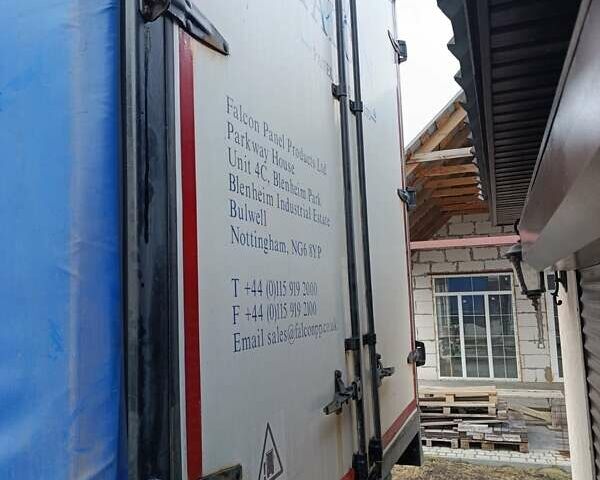 Falcon Panel Products Ltd
Parkway House
Unit 4C, Blenheim Park
Blenheim Industrial Estate
Bulwell
Nottingham, NG6 8YP
T +44 (0)115 919 2000
F +44 (0)115 919 2100
Email sales@falconpp.co.uk